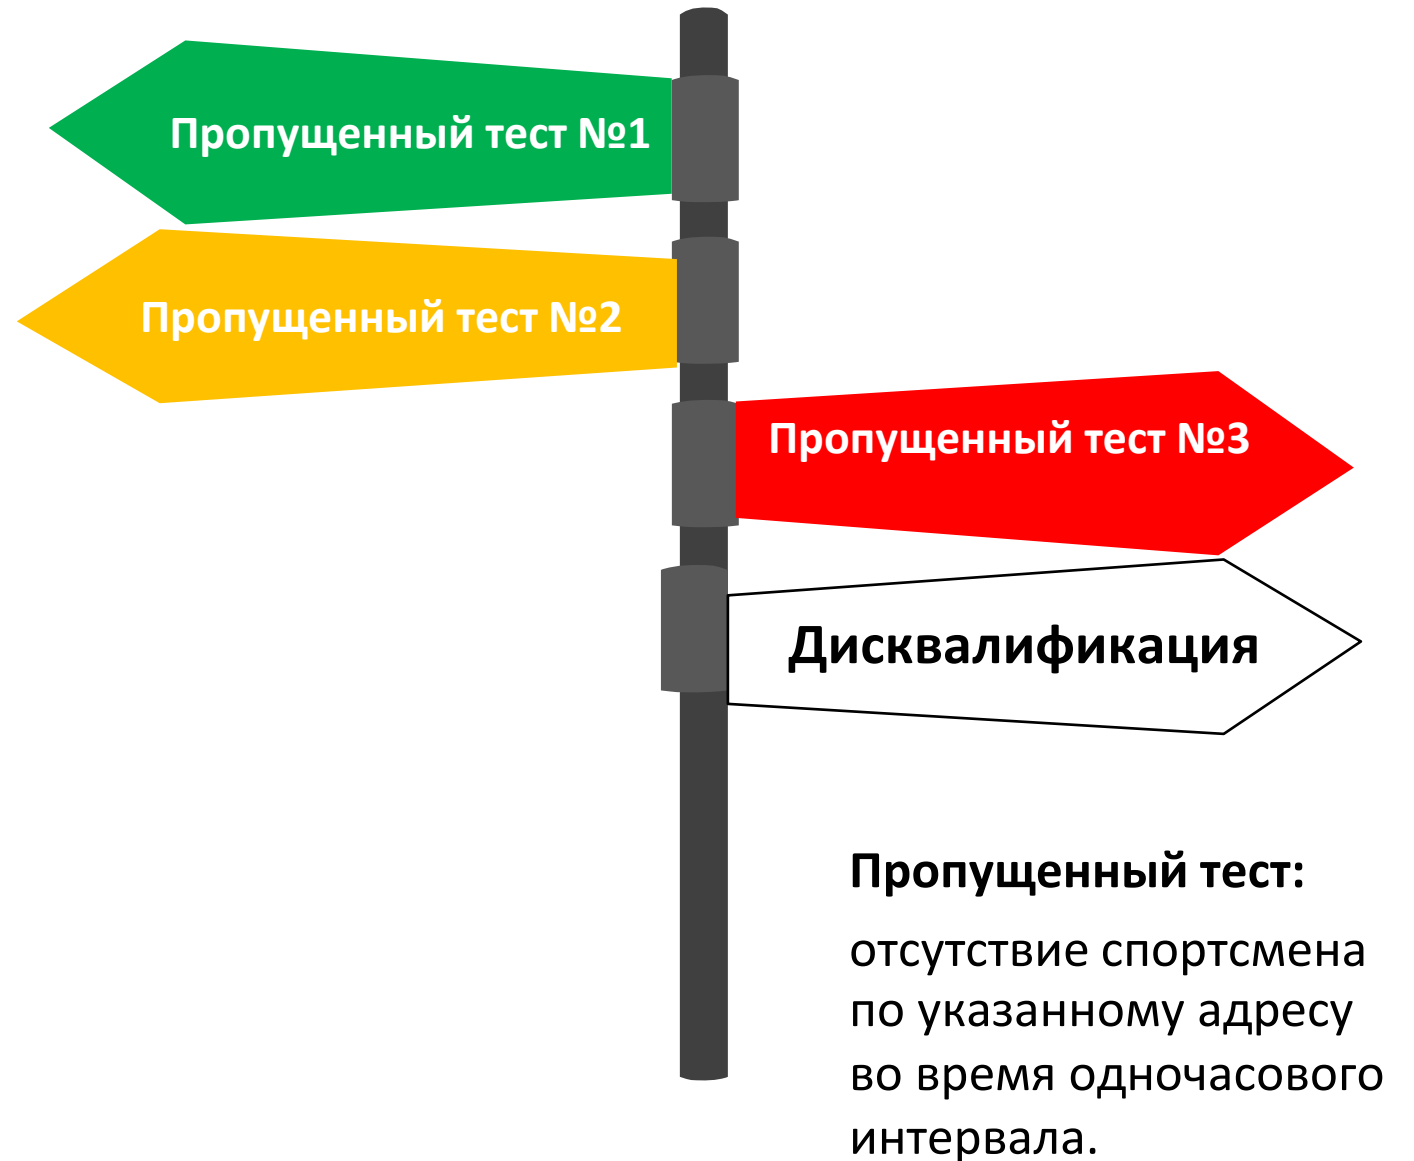 Пропущенный тест №1
Пропущенный тест №2
Пропущенный тест №3
Дисквалификация
Пропущенный тест:
отсутствие спортсмена
по указанному адресу
во время одночасового
интервала.